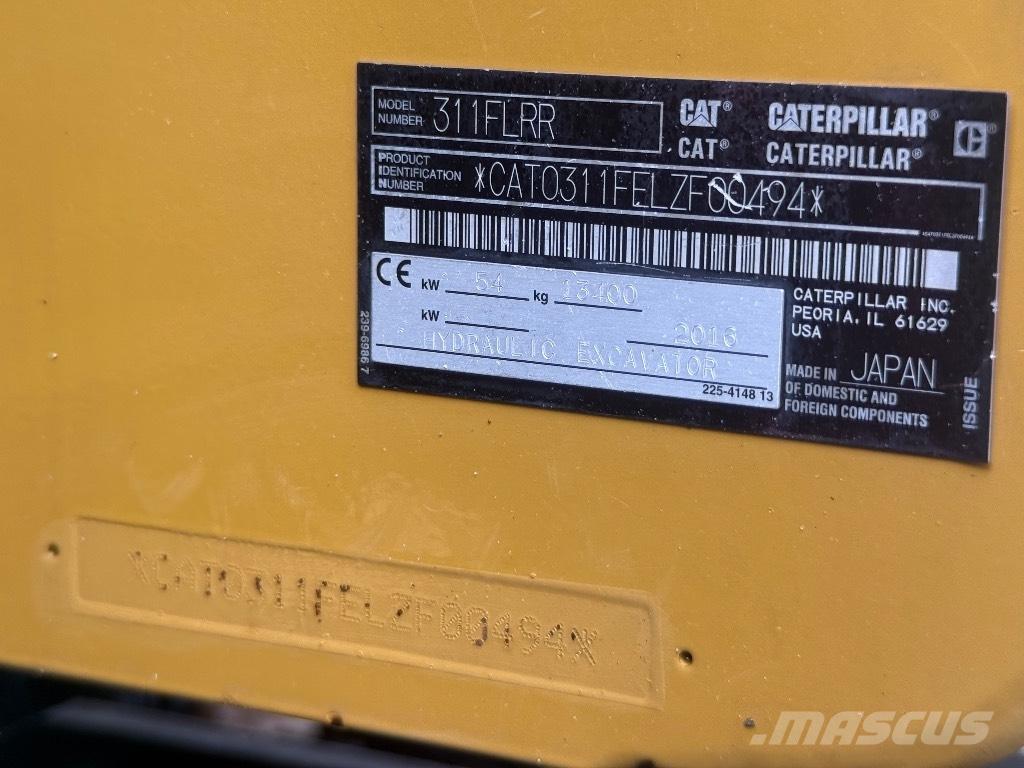 MODEL NUMBER 311FLRR
CAT® CATERPILLAR®
CAT® CATERPILLAR®
PRODUCT IDENTIFICATION NUMBER *CAT0311FELZF00494*
CE kW 54 kg 13400
kW 2016
HYDRAULIC EXCAVATOR
225-4148 13
239-6986 7
CATERPILLAR INC.
PEORIA, IL 61629
USA
MADE IN JAPAN
OF DOMESTIC AND
FOREIGN COMPONENTS
ISSUE
*CAT0311FELZF00494*
MASCUS